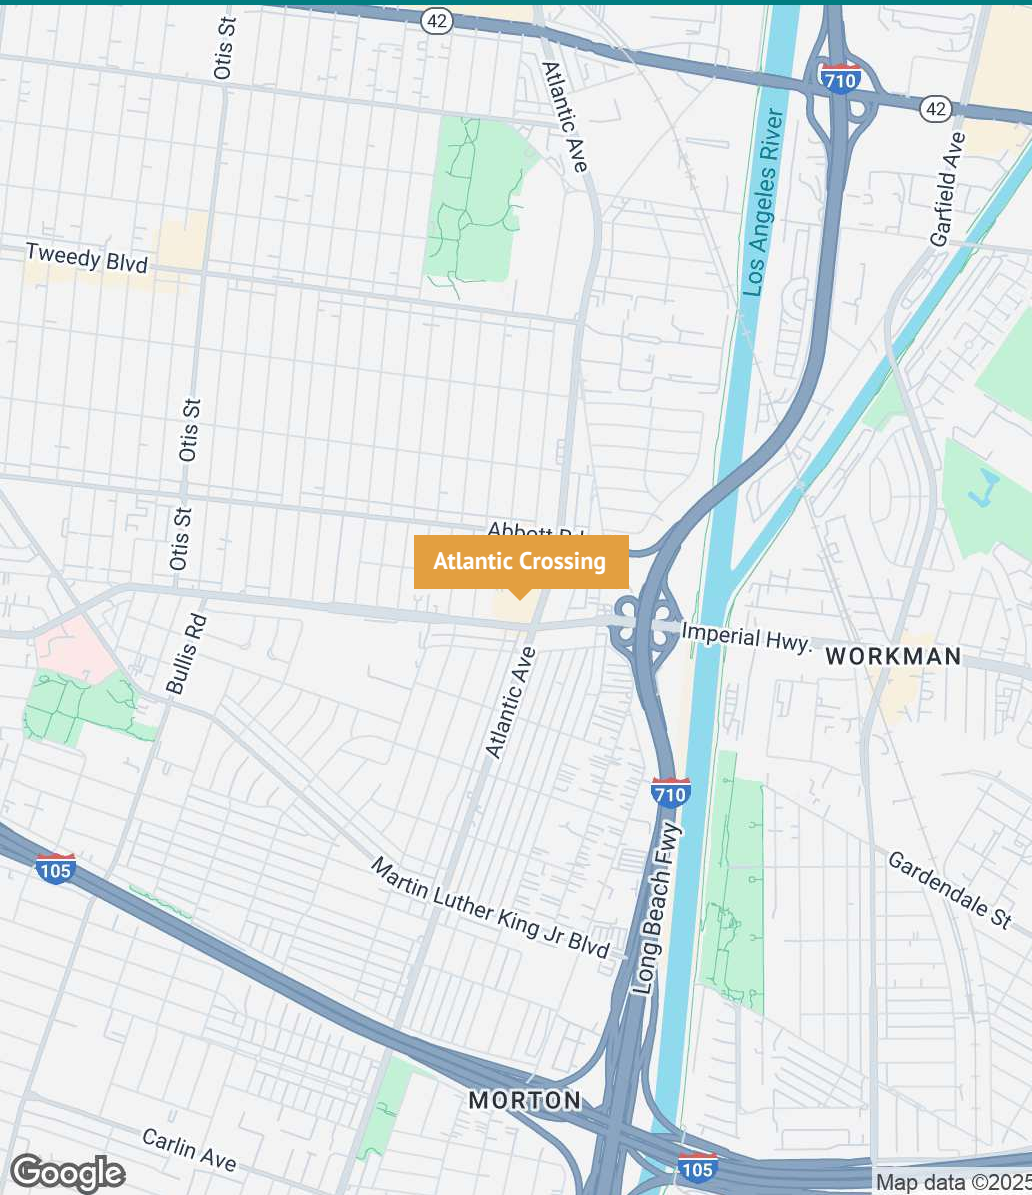 42
Otis St
Atlantic Ave
710
42
Los Angeles River
Garfield Ave
Tweedy Blvd
Otis St
Otis St
Abbott Rd
Atlantic Crossing
Bullis Rd
Imperial Hwy.
WORKMAN
Atlantic Ave
710
105
Long Beach Fwy
Martin Luther King Jr Blvd
Gardendale St
MORTON
Carlin Ave
105
Google
Map data ©2025